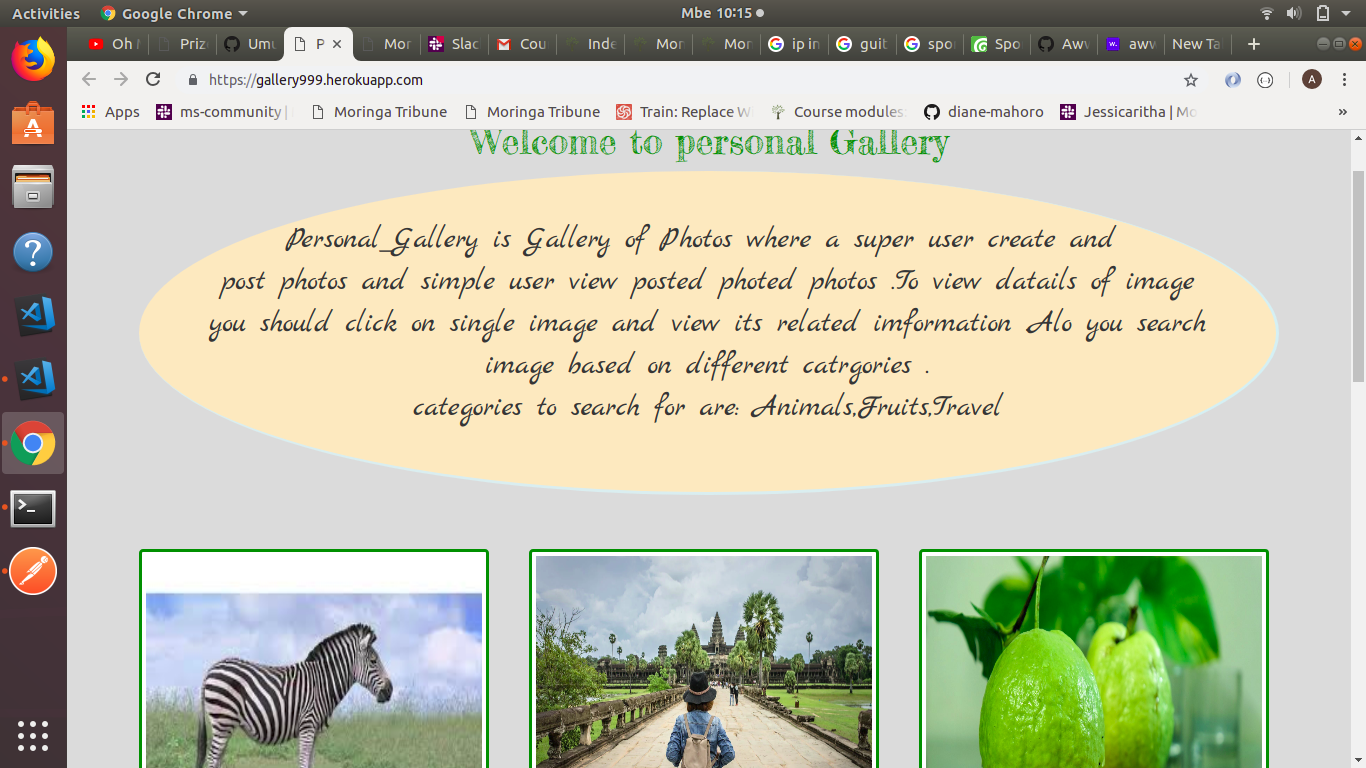 Activities
Google Chrome
Mbe 10:15
Oh
Priz
Umu
P
Mor
Slac
Cou
Inde
Mor
Mor
ip in
guit
spo
Spo
Aww
aww
New Ta
https://gallery999.herokuapp.com
A
Apps
ms-community |
Moringa Tribune
Moringa Tribune
Train: Replace Wi
Course modules:
diane-mahoro
Jessicaritha | Mo
»
Welcome to personal Gallery
Personal_Gallery is Gallery of Photos where a super user create and
post photos and simple user view posted photed photos .To view datails of image
you should click on single image and view its related imformation Alo you search
image based on different catrgories .
categories to search for are: Animals,Fruits,Travel